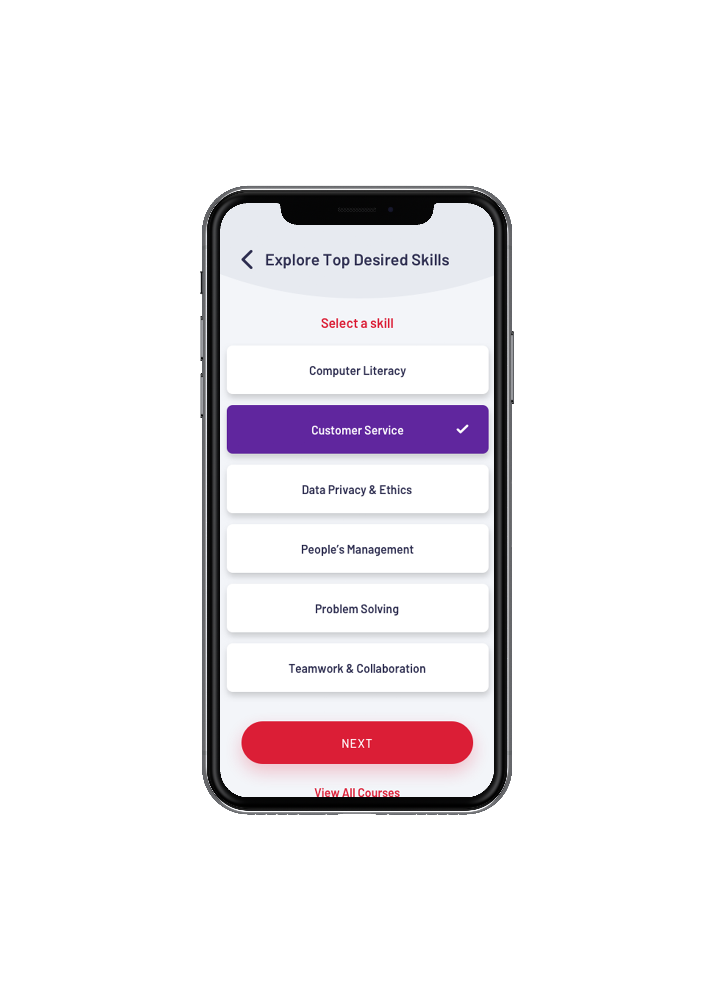 Explore Top Desired Skills
Select a skill
Computer Literacy
Customer Service
Data Privacy & Ethics
People’s Management
Problem Solving
Teamwork & Collaboration
NEXT
View All Courses